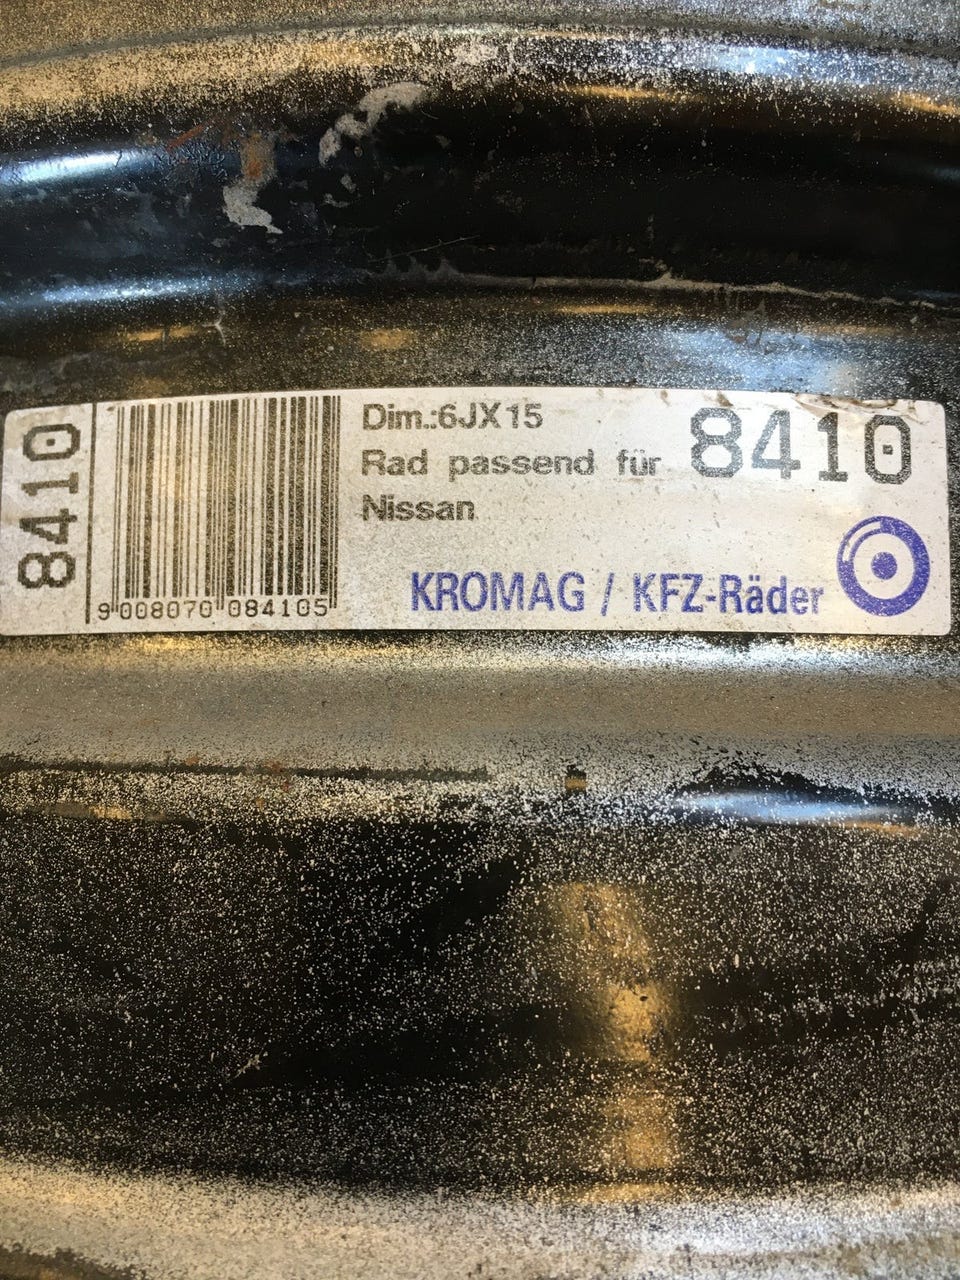 8410
9 008070 084105
Dim.:6JX15
Rad passend für
Nissan
8410
KROMAG / KFZ-Räder